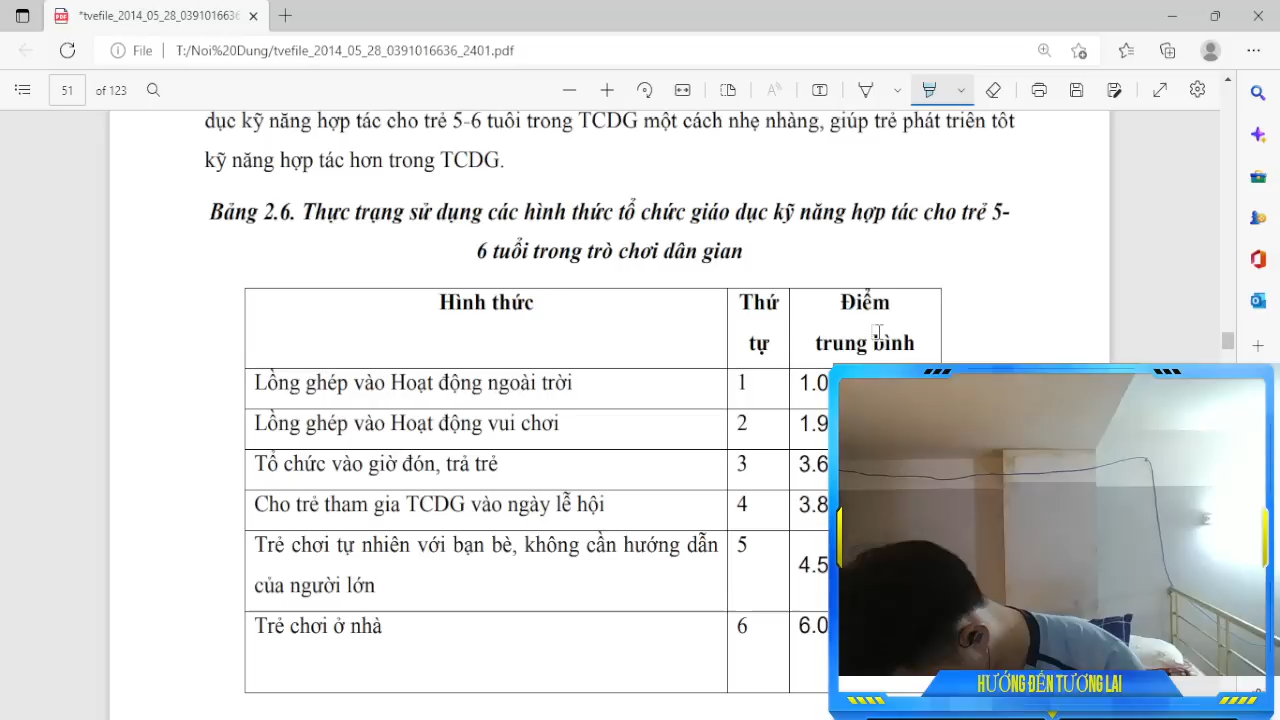 *tvefile_2014_05_28_0391016636
File T:/Noi%20Dung/tvefile_2014_05_28_0391016636_2401.pdf
51 of 123
dục kỹ năng hợp tác cho trẻ 5-6 tuổi trong TCDG một cách nhẹ nhàng, giúp trẻ phát triển tốt
kỹ năng hợp tác hơn trong TCDG.
Bảng 2.6. Thực trạng sử dụng các hình thức tổ chức giáo dục kỹ năng hợp tác cho trẻ 5-
6 tuổi trong trò chơi dân gian
Hình thức Thứ Điểm
tự trung bình
Lồng ghép vào Hoạt động ngoài trời 1 1.0
Lồng ghép vào Hoạt động vui chơi 2 1.9
Tổ chức vào giờ đón, trả trẻ 3 3.6
Cho trẻ tham gia TCDG vào ngày lễ hội 4 3.8
Trẻ chơi tự nhiên với bạn bè, không cần hướng dẫn 5 4.5
của người lớn
Trẻ chơi ở nhà 6 6.0
HƯỚNG ĐẾN TƯƠNG LAI